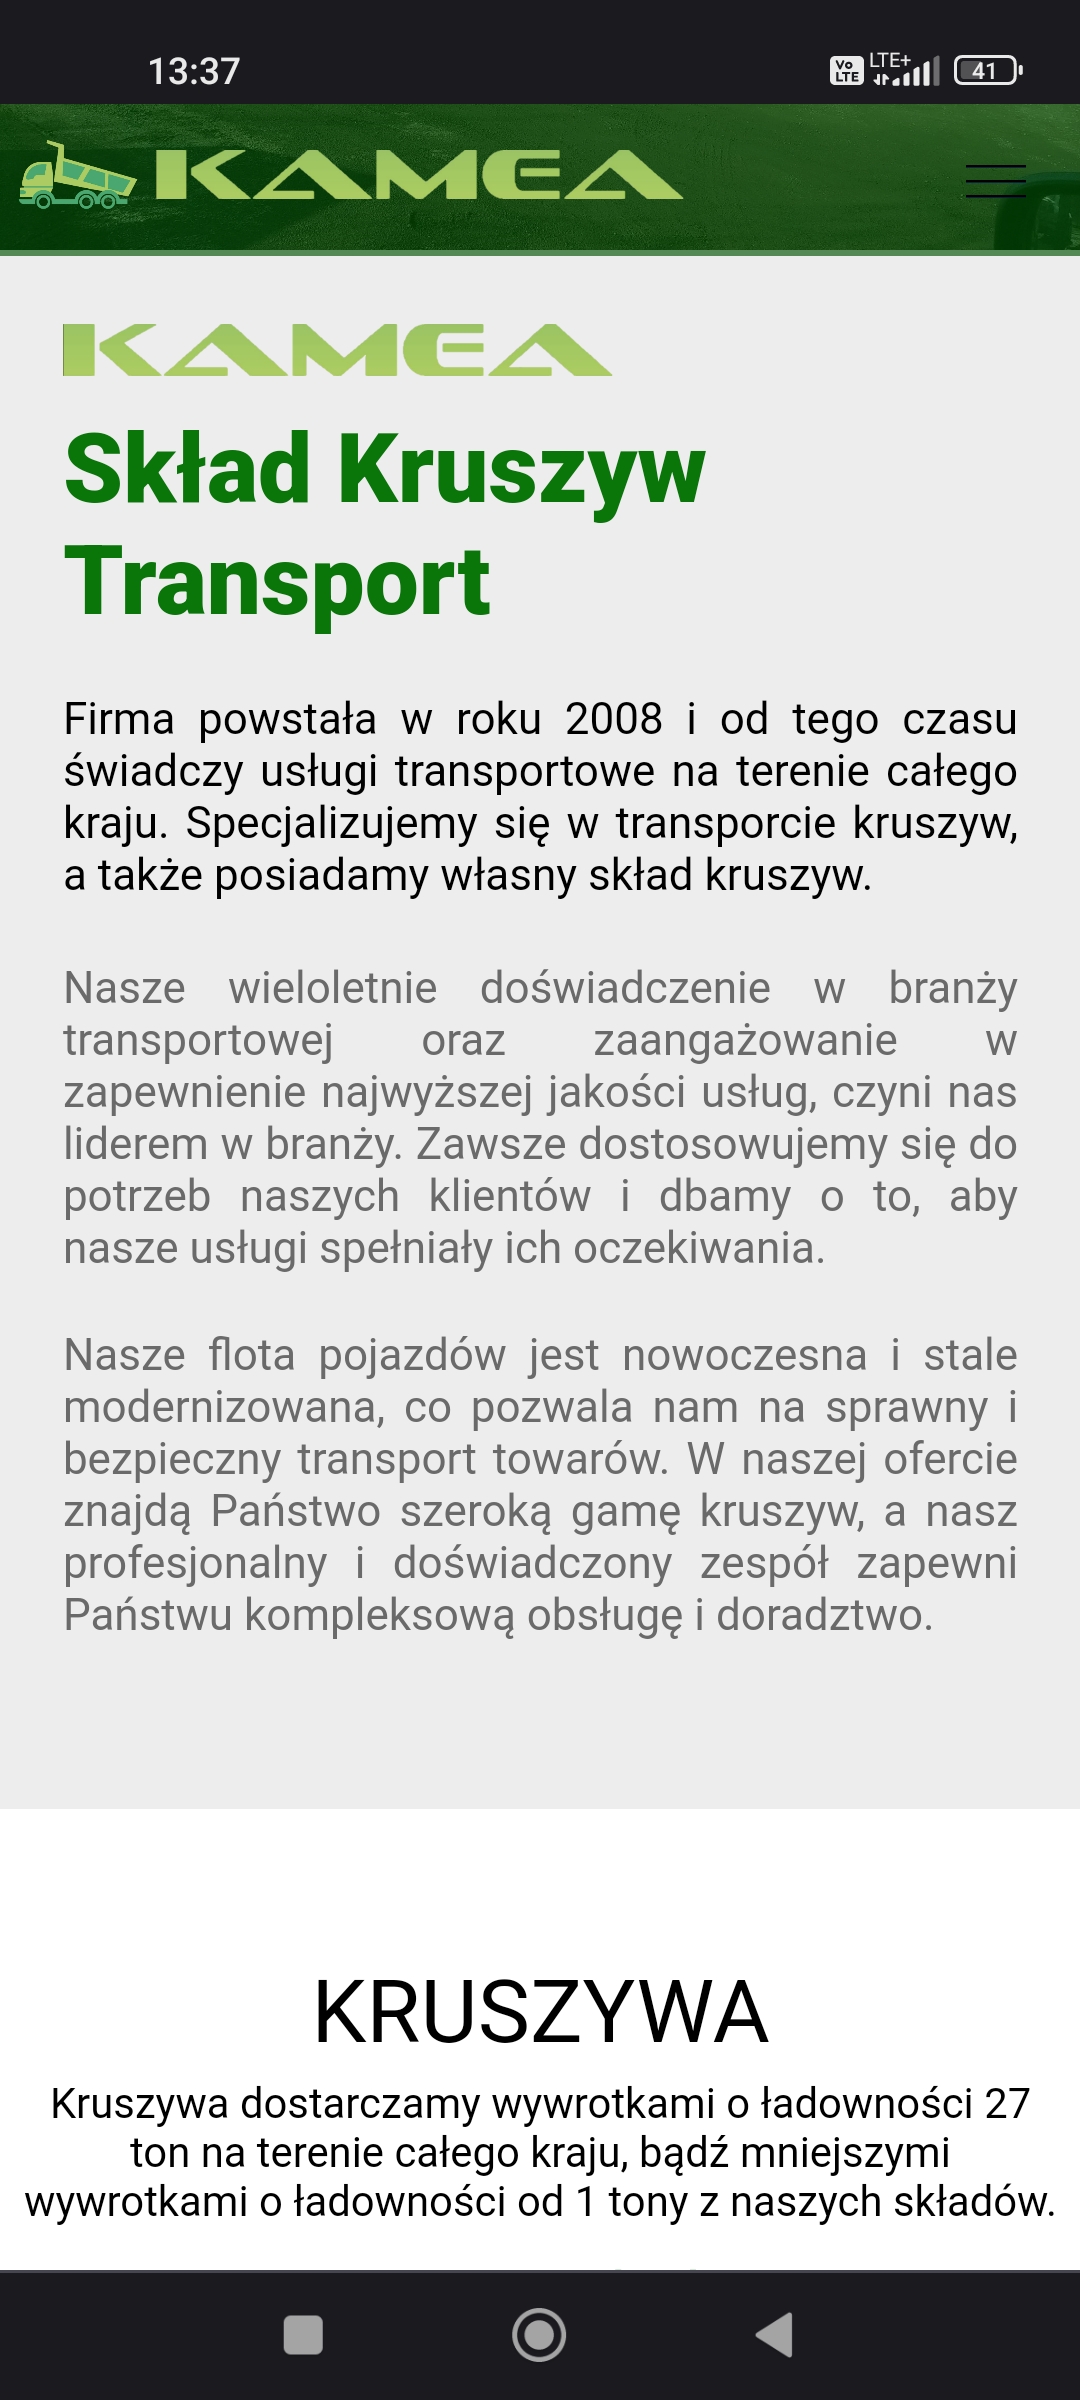 13:37
Vo LTE LTE+ 41
KAMEA
KAMEA
Skład Kruszyw
Transport
Firma powstała w roku 2008 i od tego czasu
świadczy usługi transportowe na terenie całego
kraju. Specjalizujemy się w transporcie kruszyw,
a także posiadamy własny skład kruszyw.
Nasze wieloletnie doświadczenie w branży
transportowej oraz zaangażowanie w
zapewnienie najwyższej jakości usług, czyni nas
liderem w branży. Zawsze dostosowujemy się do
potrzeb naszych klientów i dbamy o to, aby
nasze usługi spełniały ich oczekiwania.
Nasze flota pojazdów jest nowoczesna i stale
modernizowana, co pozwala nam na sprawny i
bezpieczny transport towarów. W naszej ofercie
znajdą Państwo szeroką gamę kruszyw, a nasz
profesjonalny i doświadczony zespół zapewni
Państwu kompleksową obsługę i doradztwo.
KRUSZYWA
Kruszywa dostarczamy wywrotkami o ładowności 27
ton na terenie całego kraju, bądź mniejszymi
wywrotkami o ładowności od 1 tony z naszych składów.